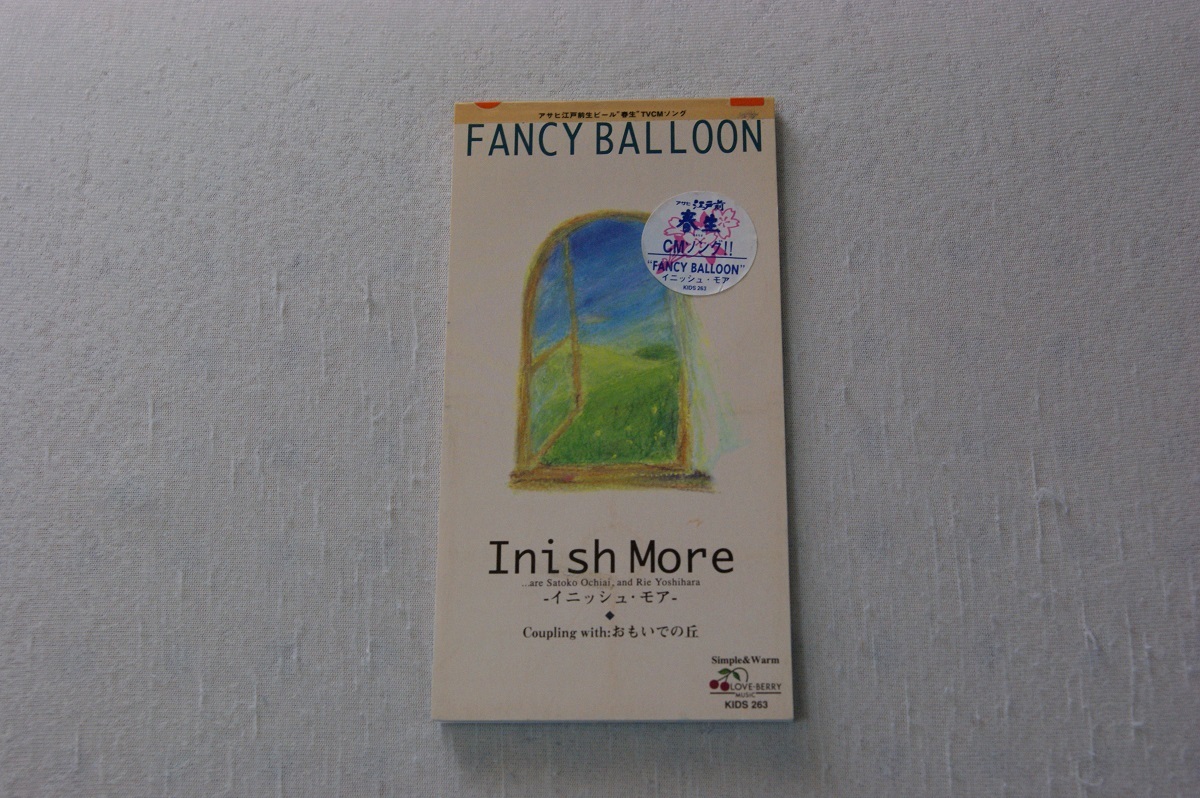 アサヒ江戸前生ビール"春生"TVCMソング
FANCY BALLOON
アサヒ 江戸前
春生
CMソング!!
"FANCY BALLOON"
イニッシュ・モア
KIDS 263
Inish More
...are Satoko Ochiai, and Rie Yoshihara
-イニッシュ・モア-
Coupling with:おもいでの丘
Simple&Warm
LOVE-BERRY
MUSIC
KIDS 263